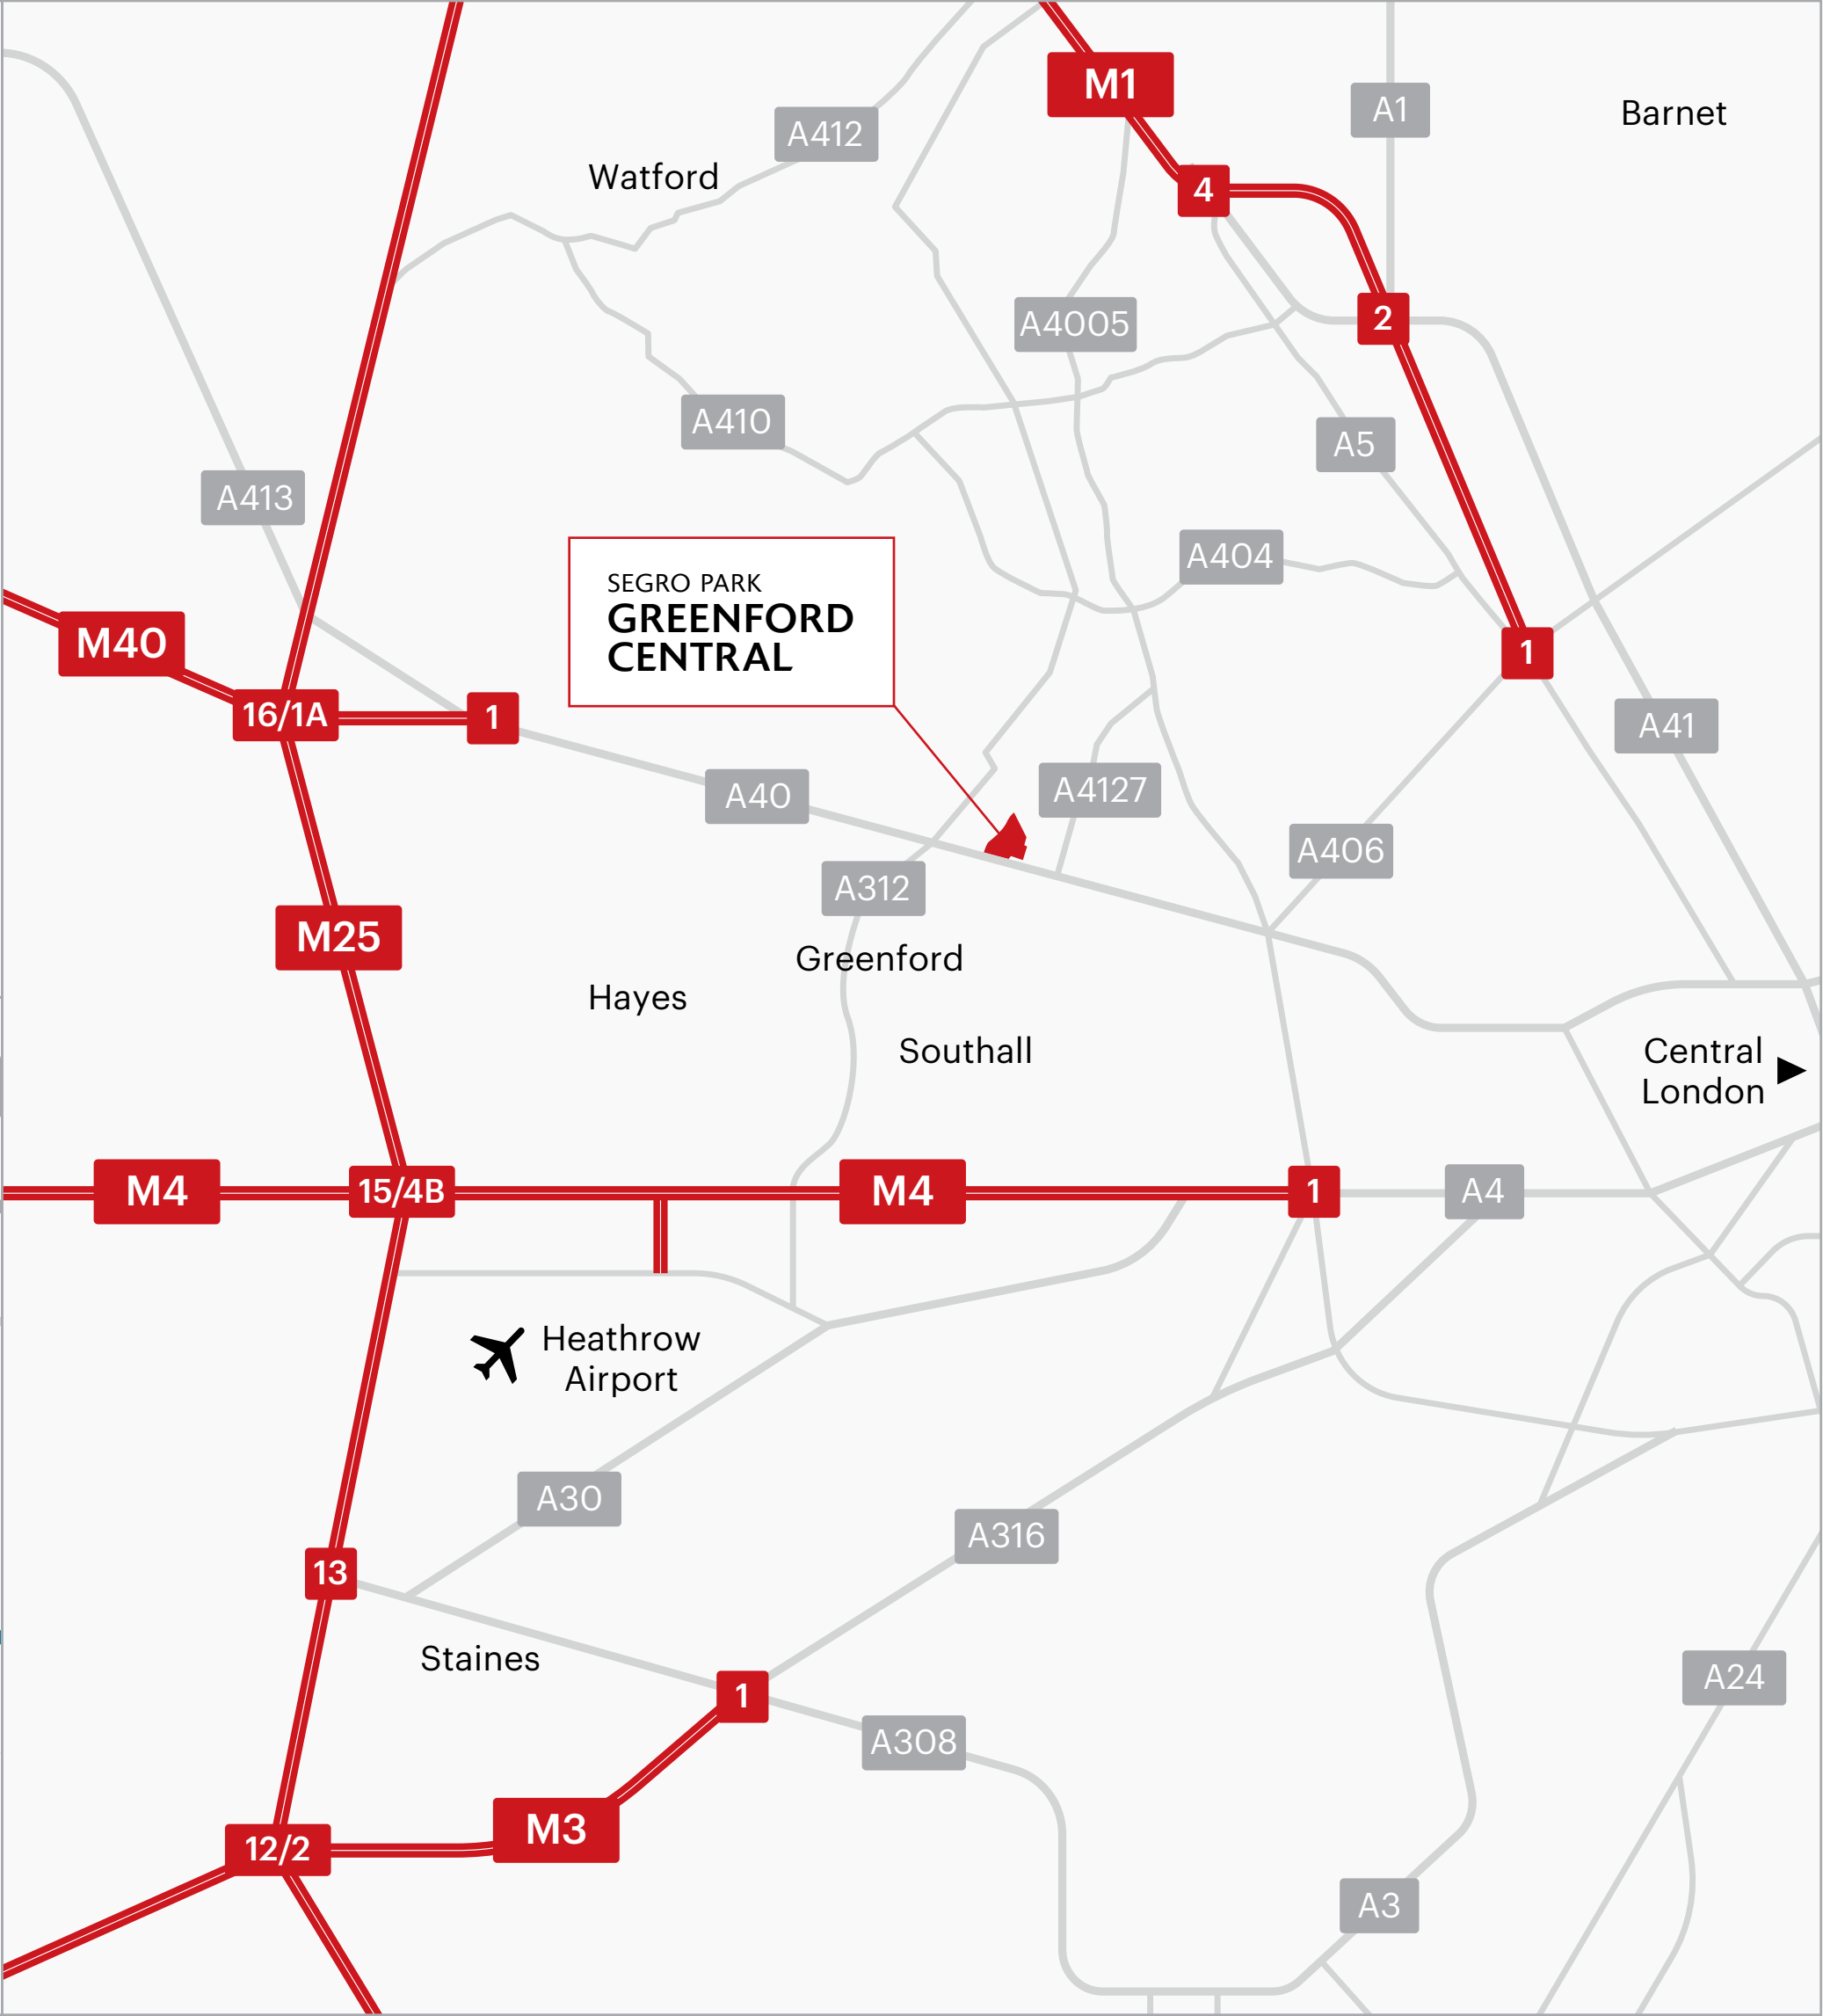 M1
A1
Barnet
A412
Watford
4
A4005
2
A410
A5
A413
A404
SEGRO PARK
GREENFORD
CENTRAL
M40
1
16/1A
1
A41
A40
A4127
A406
A312
M25
Greenford
Hayes
Southall
Central
London
M4
15/4B
M4
1
A4
Heathrow
Airport
A30
A316
13
Staines
A24
1
A308
M3
12/2
A3